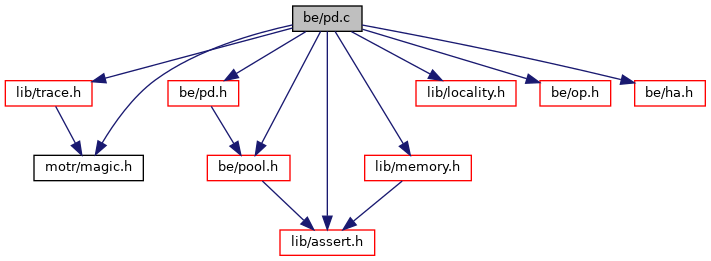 be/pd.c
lib/trace.h
be/pd.h
lib/locality.h
be/op.h
be/ha.h
motr/magic.h
be/pool.h
lib/memory.h
lib/assert.h